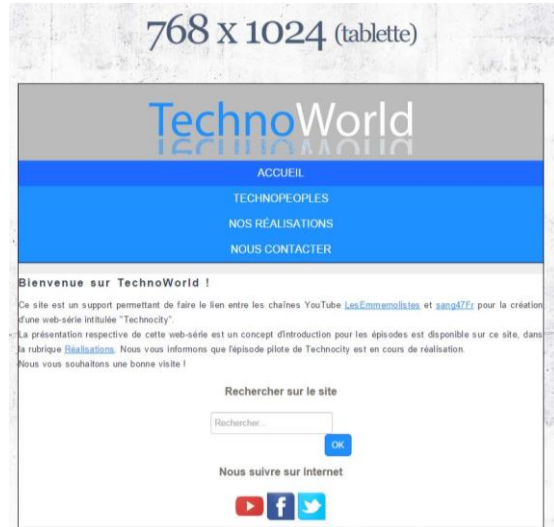 768 x 1024 (tablette)
TechnoWorld
ACCUEIL
TECHNOPEOPLES
NOS RÉALISATIONS
NOUS CONTACTER
Bienvenue sur TechnoWorld !
Ce site est un support permettant de faire le lien entre les chaînes YouTube LesEmmemolistes et sang47Fr pour la création
d'une web-série intitulée "Technocity".
La présentation respective de cette web-série est un concept d'introduction pour les épisodes est disponible sur ce site, dans
la rubrique Réalisations. Nous vous informons que l'épisode pilote de Technocity est en cours de réalisation.
Nous vous souhaitons une bonne visite !
Rechercher sur le site
Rechercher...
OK
Nous suivre sur Internet